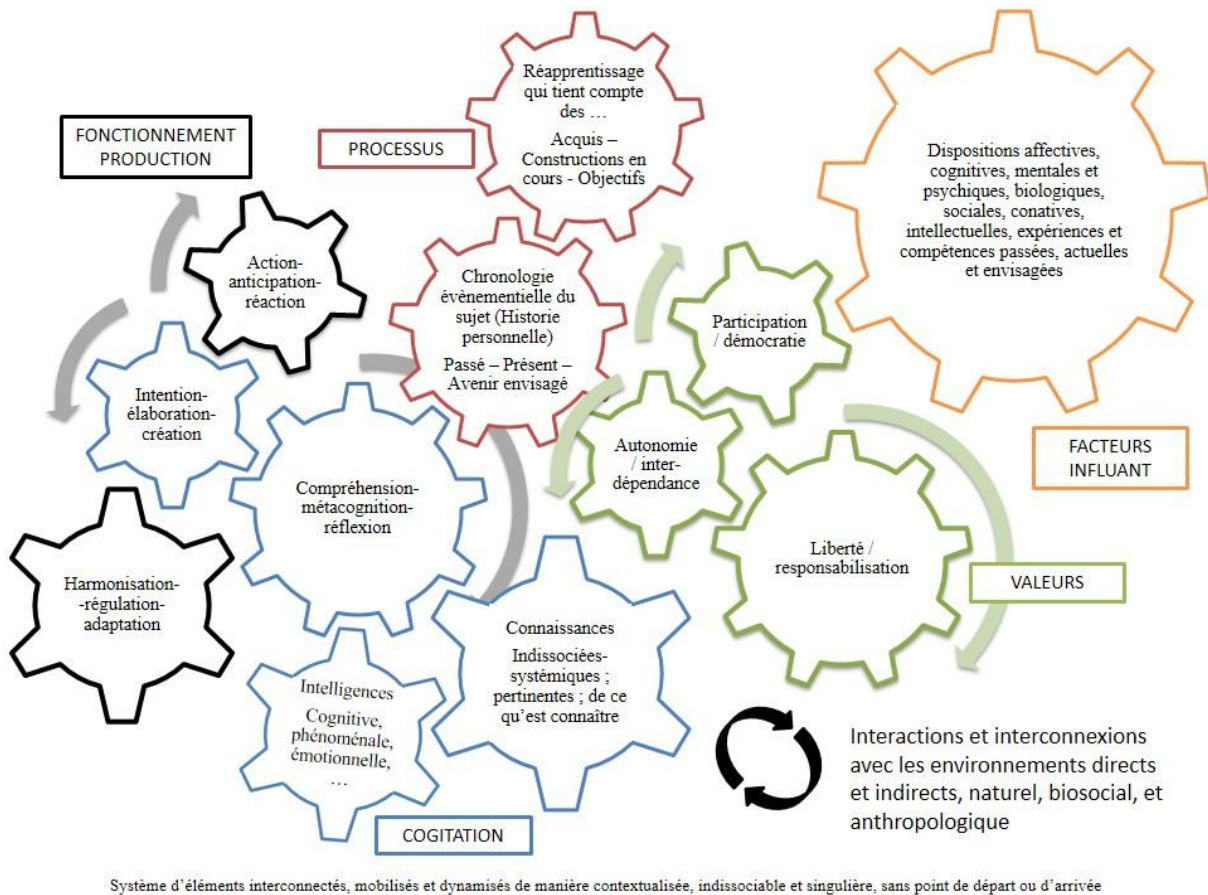 FONCTIONNEMENT
PRODUCTION
PROCESSUS
Réapprentissage
qui tient compte
des …
Acquis –
Constructions en
cours - Objectifs
Dispositions affectives,
cognitives, mentales et
psychiques, biologiques,
sociales, conatives,
intellectuelles, expériences et
compétences passées, actuelles
et envisagées
Action-
anticipation-
réaction
Chronologie
évènementielle du
sujet (Historie
personnelle)
Passé – Présent –
Avenir envisagé
Participation
/ démocratie
Intention-
élaboration-
création
Autonomie
/ inter-
dépendance
FACTEURS
INFLUANT
Compréhension-
métacognition-
réflexion
Liberté /
responsabilisation
VALEURS
Harmonisation-
-régulation-
adaptation
Connaissances
Indissociées-
systémiques ;
pertinentes ; de ce
qu’est connaître
Intelligences
Cognitive,
phénoménale,
émotionnelle,
…
COGITATION
Interactions et interconnexions
avec les environnements directs
et indirects, naturel, biosocial, et
anthropologique
Système d’éléments interconnectés, mobilisés et dynamisés de manière contextualisée, indissociable et singulière, sans point de départ ou d’arrivée